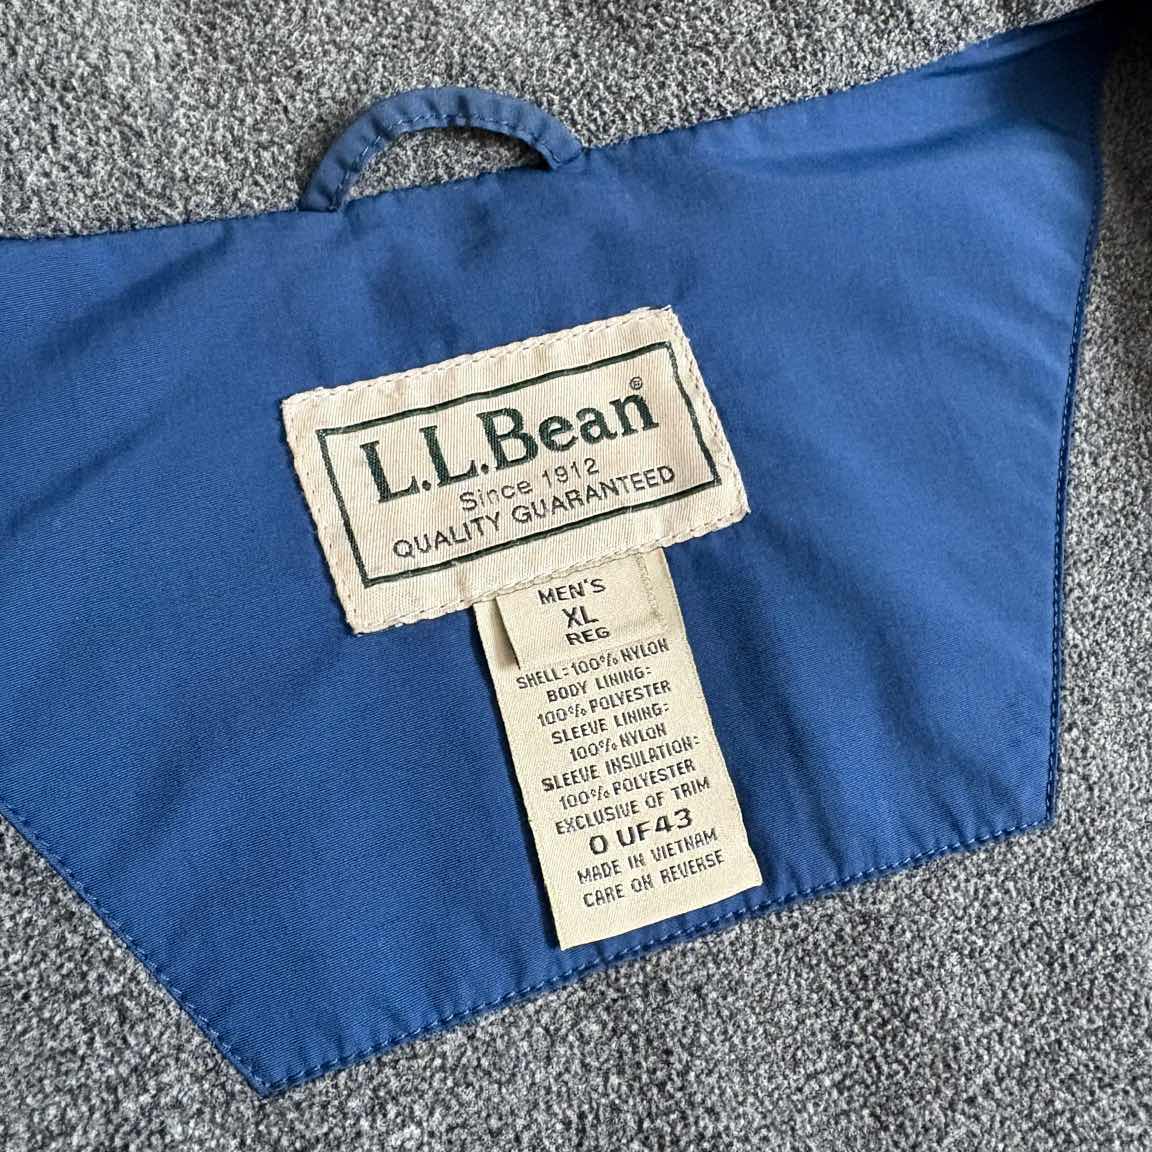 L.L.Bean®
Since 1912
QUALITY GUARANTEED
MEN'S
XL
REG
SHELL=100% NYLON
BODY LINING=
100% POLYESTER
SLEEVE LINING=
100% NYLON
SLEEVE INSULATION=
100% POLYESTER
EXCLUSIVE OF TRIM
0 UF43
MADE IN VIETNAM
CARE ON REVERSE